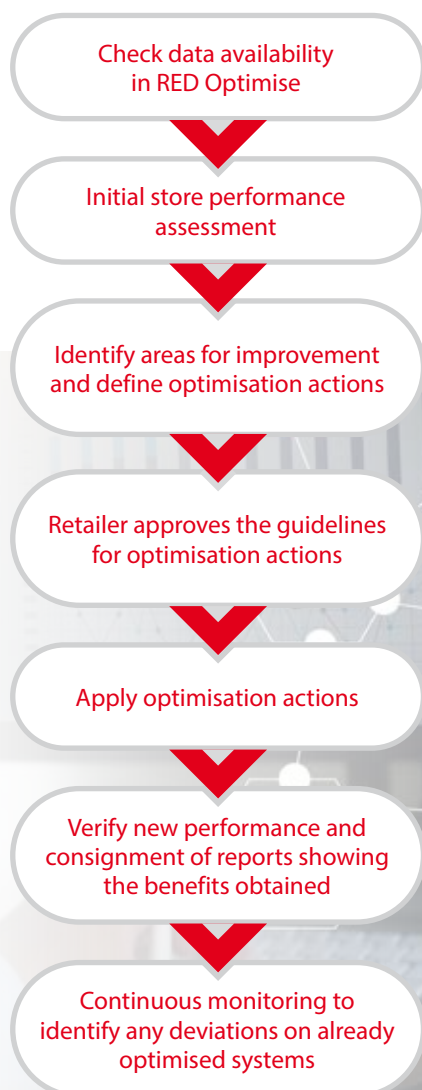 Check data availability
in RED Optimise
Initial store performance
assessment
Identify areas for improvement
and define optimisation actions
Retailer approves the guidelines
for optimisation actions
Apply optimisation actions
Verify new performance and
consignment of reports showing
the benefits obtained
Continuous monitoring to
identify any deviations on already
optimised systems